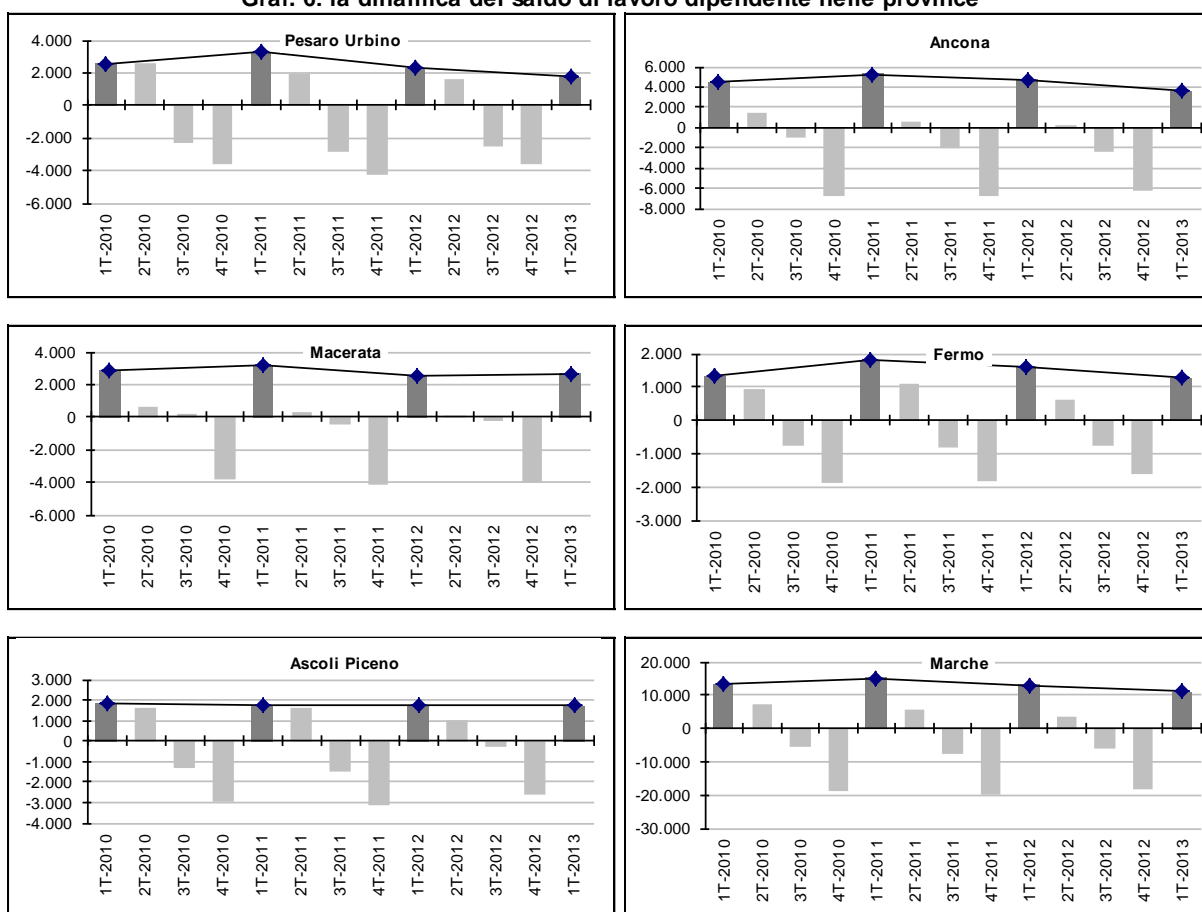 Graf. 6: la dinamica del saldo di lavoro dipendente nelle province
Pesaro Urbino
4.000
2.000
0
-2.000
-4.000
-6.000
1T-2010
2T-2010
3T-2010
4T-2010
1T-2011
2T-2011
3T-2011
4T-2011
1T-2012
2T-2012
3T-2012
4T-2012
1T-2013
Ancona
6.000
4.000
2.000
0
-2.000
-4.000
-6.000
-8.000
1T-2010
2T-2010
3T-2010
4T-2010
1T-2011
2T-2011
3T-2011
4T-2011
1T-2012
2T-2012
3T-2012
4T-2012
1T-2013
Macerata
4.000
2.000
0
-2.000
-4.000
-6.000
1T-2010
2T-2010
3T-2010
4T-2010
1T-2011
2T-2011
3T-2011
4T-2011
1T-2012
2T-2012
3T-2012
4T-2012
1T-2013
Fermo
2.000
1.000
0
-1.000
-2.000
-3.000
1T-2010
2T-2010
3T-2010
4T-2010
1T-2011
2T-2011
3T-2011
4T-2011
1T-2012
2T-2012
3T-2012
4T-2012
1T-2013
Ascoli Piceno
3.000
2.000
1.000
0
-1.000
-2.000
-3.000
-4.000
1T-2010
2T-2010
3T-2010
4T-2010
1T-2011
2T-2011
3T-2011
4T-2011
1T-2012
2T-2012
3T-2012
4T-2012
1T-2013
Marche
20.000
10.000
0
-10.000
-20.000
-30.000
1T-2010
2T-2010
3T-2010
4T-2010
1T-2011
2T-2011
3T-2011
4T-2011
1T-2012
2T-2012
3T-2012
4T-2012
1T-2013